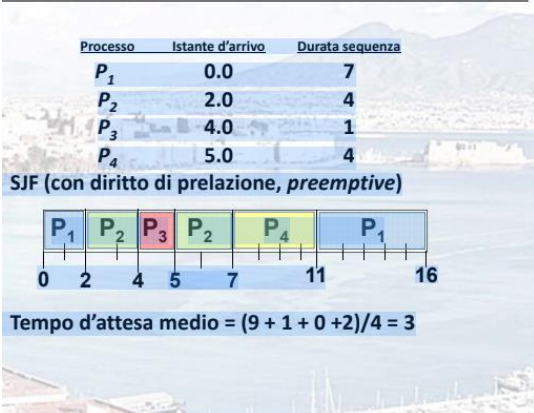 Processo Istante d'arrivo Durata sequenza
P1 0.0 7
P2 2.0 4
P3 4.0 1
P4 5.0 4
SJF (con diritto di prelazione, preemptive)
P1 P2 P3 P2 P4 P1
0 2 4 5 7 11 16
Tempo d'attesa medio = (9 + 1 + 0 +2)/4 = 3